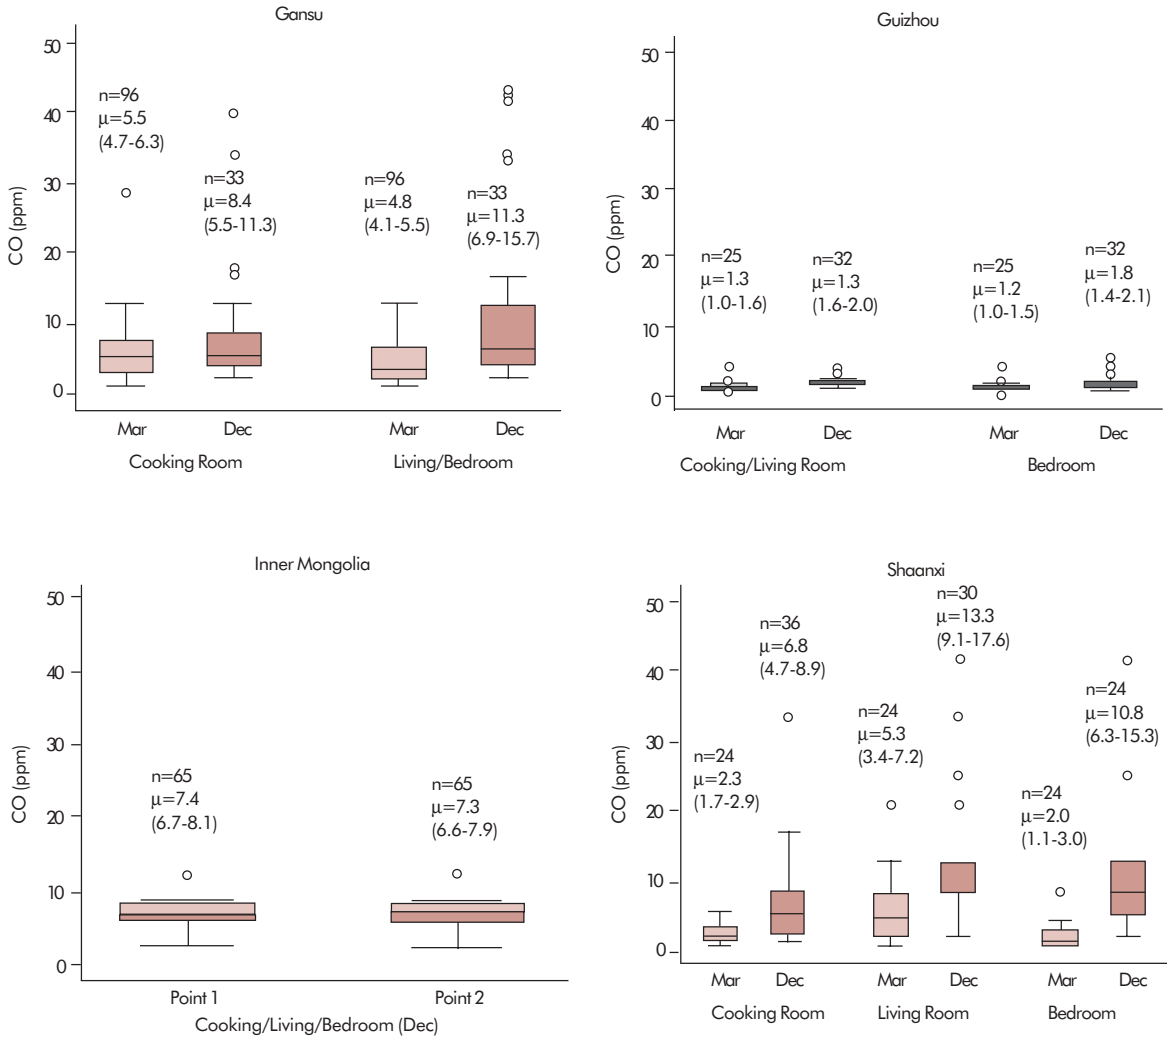 Gansu
CO (ppm)
50
40
30
20
10
0
n=96
μ=5.5
(4.7-6.3)
n=33
μ=8.4
(5.5-11.3)
n=96
μ=4.8
(4.1-5.5)
n=33
μ=11.3
(6.9-15.7)
Mar
Dec
Mar
Dec
Cooking Room
Living/Bedroom
Guizhou
CO (ppm)
50
40
30
20
10
0
n=25
μ=1.3
(1.0-1.6)
n=32
μ=1.3
(1.6-2.0)
n=25
μ=1.2
(1.0-1.5)
n=32
μ=1.8
(1.4-2.1)
Mar
Dec
Mar
Dec
Cooking/Living Room
Bedroom
Inner Mongolia
CO (ppm)
50
40
30
20
10
0
n=65
μ=7.4
(6.7-8.1)
n=65
μ=7.3
(6.6-7.9)
Point 1
Point 2
Cooking/Living/Bedroom (Dec)
Shaanxi
CO (ppm)
50
40
30
20
10
0
n=24
μ=2.3
(1.7-2.9)
n=36
μ=6.8
(4.7-8.9)
n=24
μ=5.3
(3.4-7.2)
n=30
μ=13.3
(9.1-17.6)
n=24
μ=2.0
(1.1-3.0)
n=24
μ=10.8
(6.3-15.3)
Mar
Dec
Mar
Dec
Mar
Dec
Cooking Room
Living Room
Bedroom